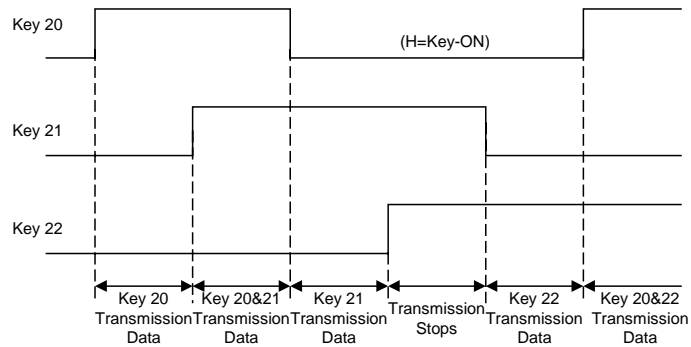 Key 20
(H=Key-ON)
Key 21
Key 22
Key 20
Transmission
Data
Key 20&21
Transmission
Data
Key 21
Transmission
Data
Transmission
Stops
Key 22
Transmission
Data
Key 20&22
Transmission
Data